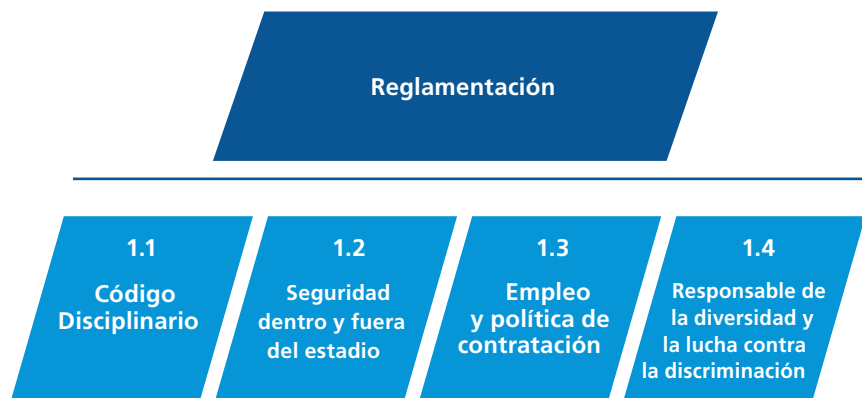 Reglamentación
1.1
Código
Disciplinario
1.2
Seguridad
dentro y fuera
del estadio
1.3
Empleo
y política de
contratación
1.4
Responsable de
la diversidad y
la lucha contra
la discriminación